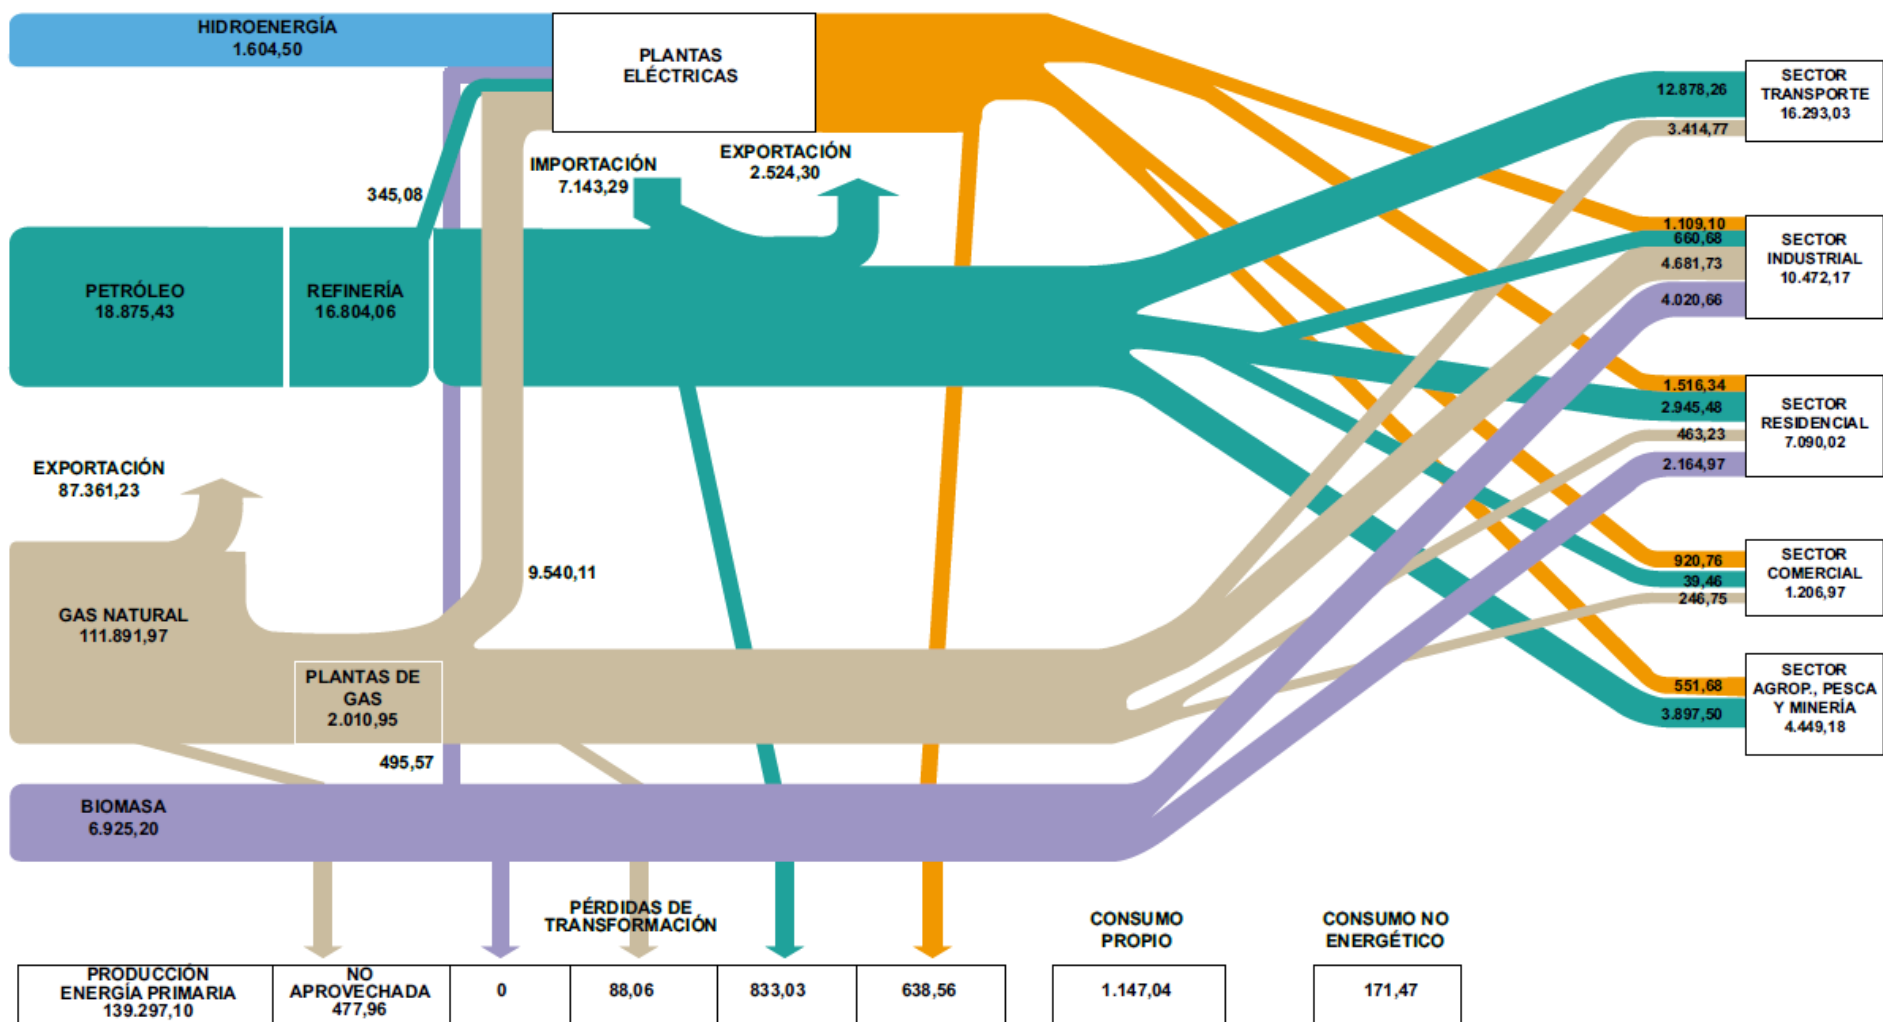 HIDROENERGÍA
1.604,50
PLANTAS
ELÉCTRICAS
SECTOR
TRANSPORTE
16.293,03
12.878,26
3.414,77
IMPORTACIÓN
7.143,29
EXPORTACIÓN
2.524,30
345,08
PETRÓLEO
18.875,43
REFINERÍA
16.804,06
1.109,10
660,68
4.681,73
4.020,66
SECTOR
INDUSTRIAL
10.472,17
1.516,34
2.945,48
463,23
2.164,97
SECTOR
RESIDENCIAL
7.090,02
EXPORTACIÓN
87.361,23
9.540,11
920,76
39,46
246,75
SECTOR
COMERCIAL
1.206,97
GAS NATURAL
111.891,97
PLANTAS DE
GAS
2.010,95
551,68
3.897,50
SECTOR
AGROP., PESCA
Y MINERÍA
4.449,18
495,57
BIOMASA
6.925,20
PÉRDIDAS DE
TRANSFORMACIÓN
CONSUMO
PROPIO
CONSUMO NO
ENERGÉTICO
PRODUCCIÓN
ENERGÍA PRIMARIA
139.297,10
NO
APROVECHADA
477,96
0
88,06
833,03
638,56
1.147,04
171,47